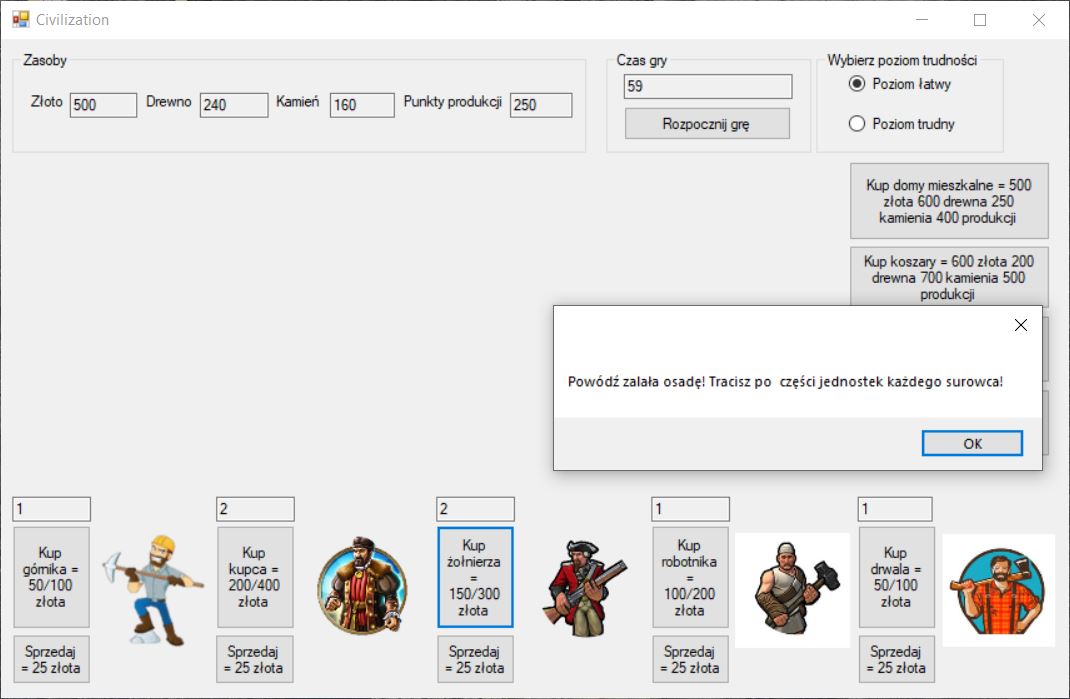 Civilization
Zasoby
Złoto 500 Drewno 240 Kamień 160 Punkty produkcji 250
Czas gry
59
Rozpocznij grę
Wybierz poziom trudności
Poziom łatwy
Poziom trudny
Kup domy mieszkalne = 500
złota 600 drewna 250
kamienia 400 produkcji
Kup koszary = 600 złota 200
drewna 700 kamienia 500
produkcji
Powódź zalała osadę! Tracisz po  części jednostek każdego surowca!
OK
1
Kup
górnika =
50/100
złota
Sprzedaj
= 25 złota
2
Kup
kupca =
200/400
złota
Sprzedaj
= 25 złota
2
Kup
żołnierza
=
150/300
złota
Sprzedaj
= 25 złota
1
Kup
robotnika
=
100/200
złota
Sprzedaj
= 25 złota
1
Kup
drwala =
50/100
złota
Sprzedaj
= 25 złota